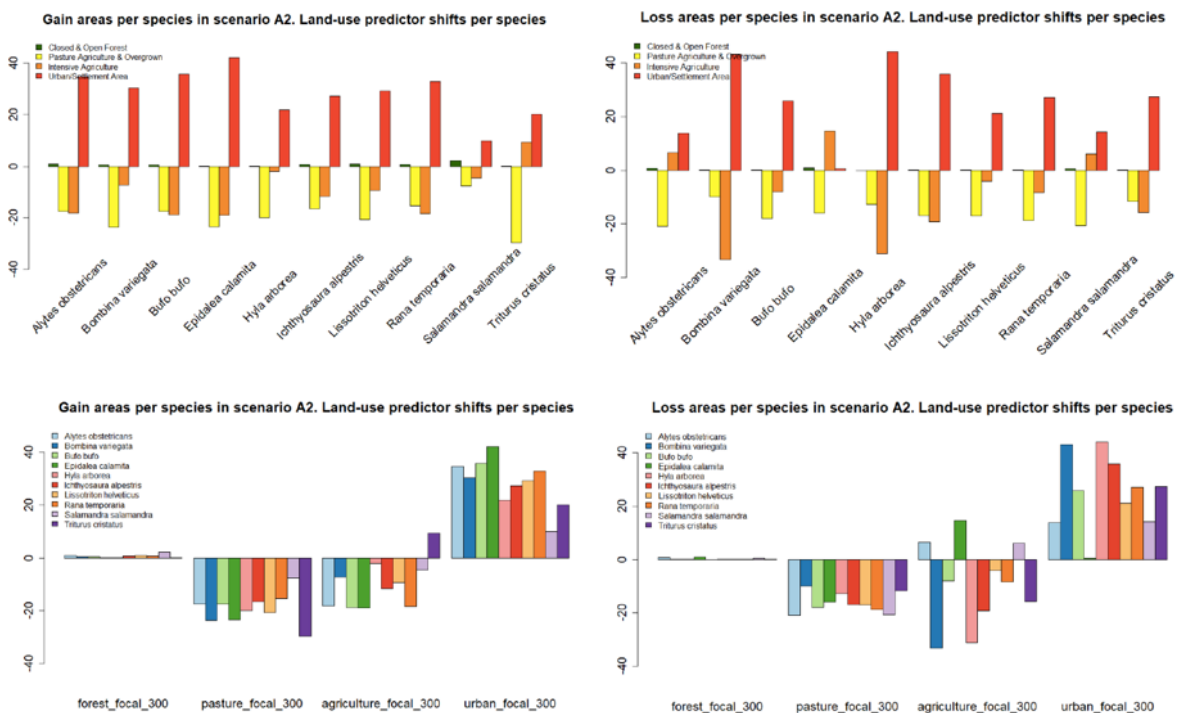 Gain areas per species in scenario A2. Land-use predictor shifts per species
Closed & Open Forest
Pasture Agriculture & Overgrown
Intensive Agriculture
Urban/Settlement Area
40
20
0
-20
-40
Alytes obstetricans
Bombina variegata
Bufo bufo
Epidalea calamita
Hyla arborea
Ichthyosaura alpestris
Lissotriton helveticus
Rana temporaria
Salamandra salamandra
Triturus cristatus
Loss areas per species in scenario A2. Land-use predictor shifts per species
Closed & Open Forest
Pasture Agriculture & Overgrown
Intensive Agriculture
Urban/Settlement Area
40
20
0
-20
-40
Alytes obstetricans
Bombina variegata
Bufo bufo
Epidalea calamita
Hyla arborea
Ichthyosaura alpestris
Lissotriton helveticus
Rana temporaria
Salamandra salamandra
Triturus cristatus
Gain areas per species in scenario A2. Land-use predictor shifts per species
Alytes obstetricans
Bombina variegata
Bufo bufo
Epidalea calamita
Hyla arborea
Ichthyosaura alpestris
Lissotriton helveticus
Rana temporaria
Salamandra salamandra
Triturus cristatus
40
20
0
-20
-40
forest_focal_300
pasture_focal_300
agriculture_focal_300
urban_focal_300
Loss areas per species in scenario A2. Land-use predictor shifts per species
Alytes obstetricans
Bombina variegata
Bufo bufo
Epidalea calamita
Hyla arborea
Ichthyosaura alpestris
Lissotriton helveticus
Rana temporaria
Salamandra salamandra
Triturus cristatus
40
20
0
-20
-40
forest_focal_300
pasture_focal_300
agriculture_focal_300
urban_focal_300